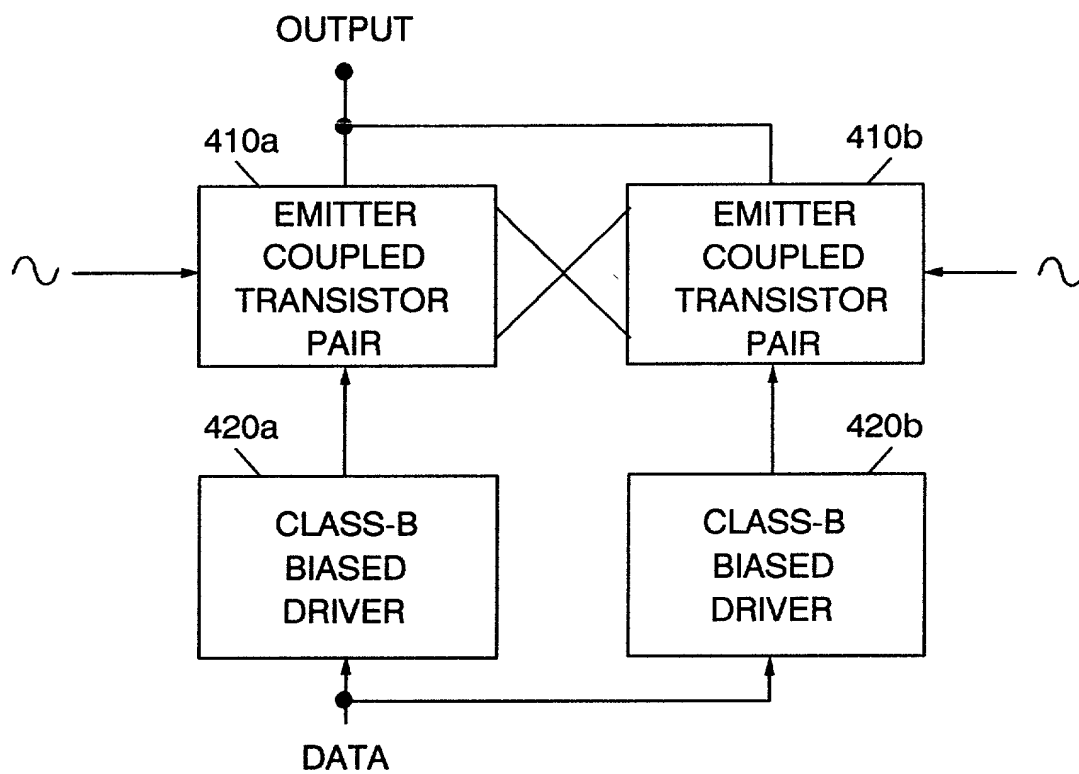 OUTPUT
410a
410b
EMITTER
COUPLED
TRANSISTOR
PAIR
EMITTER
COUPLED
TRANSISTOR
PAIR
420a
420b
CLASS-B
BIASED
DRIVER
CLASS-B
BIASED
DRIVER
DATA